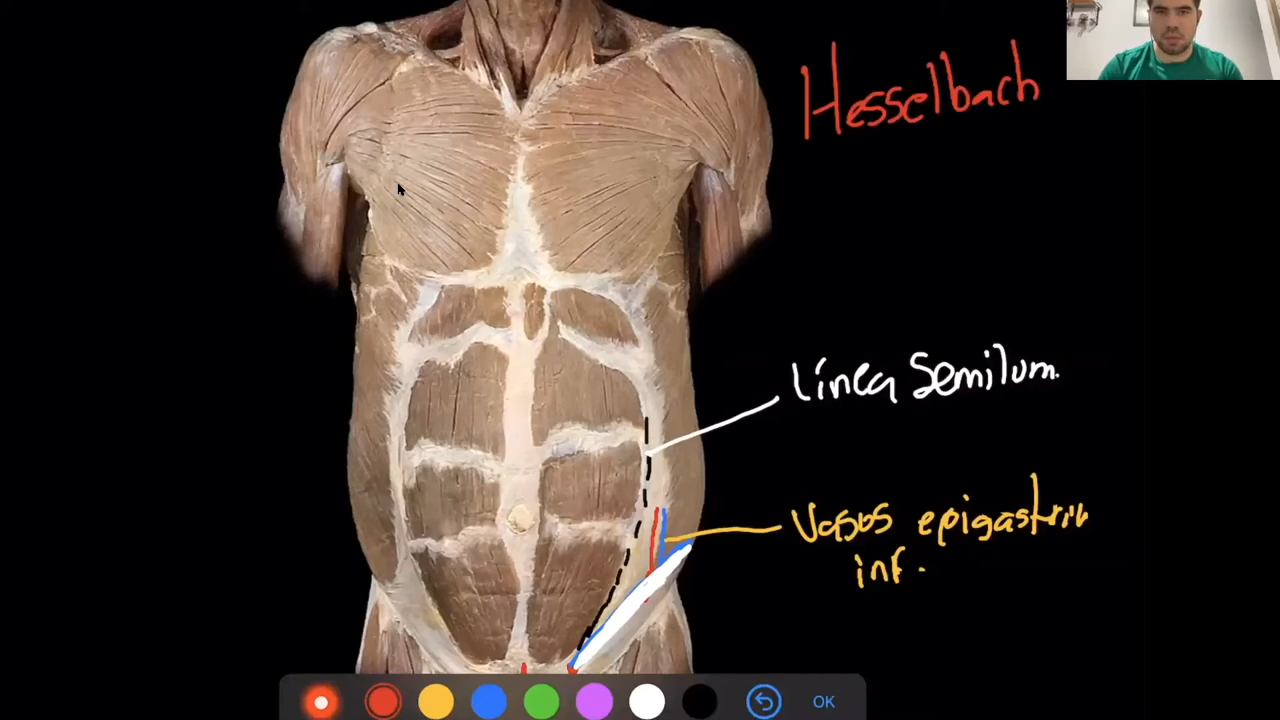 Hesselbach
línea Semilun.
Vasos epigastric
inf.
OK